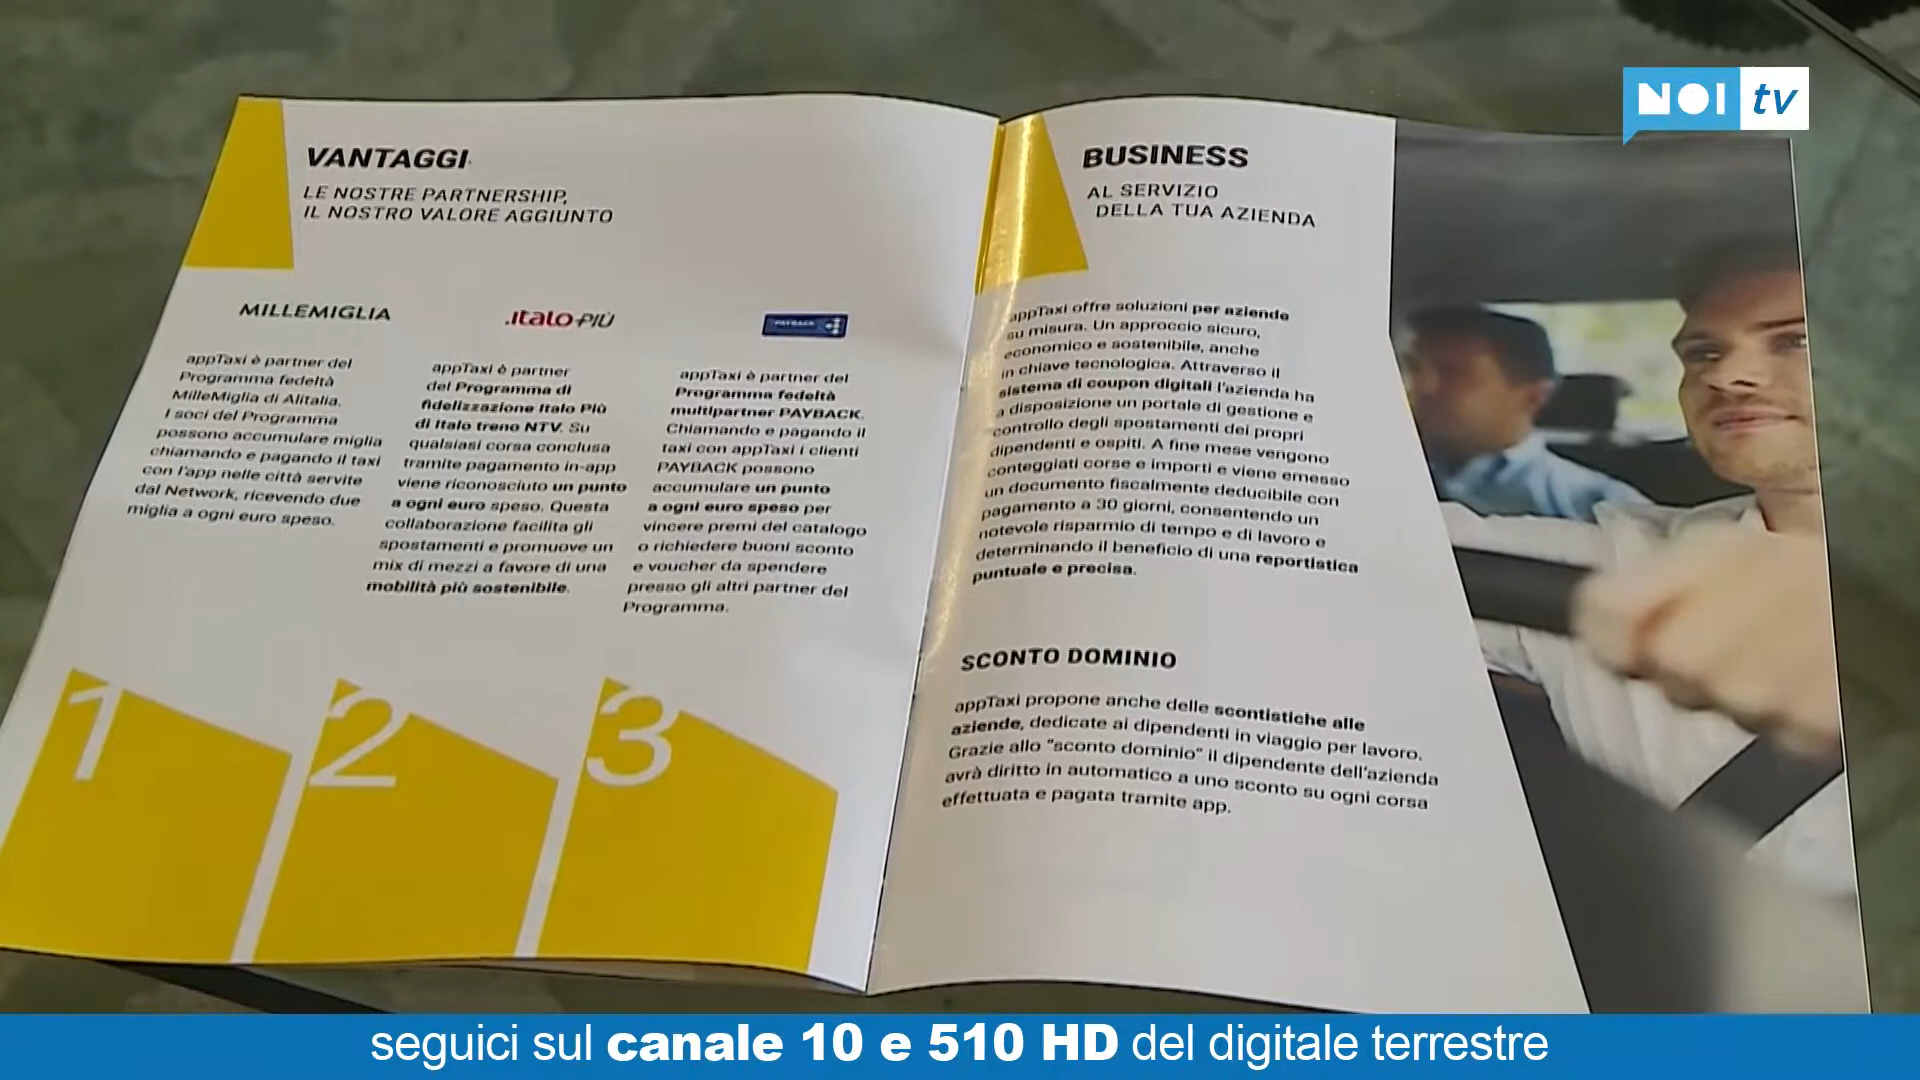 NOI tv
VANTAGGI
LE NOSTRE PARTNERSHIP,
IL NOSTRO VALORE AGGIUNTO
MILLEMIGLIA
appTaxi è partner del
Programma fedeltà
MilleMiglia di Alitalia.
I soci del Programma
possono accumulare miglia
chiamando e pagando il taxi
con l'app nelle città servite
dal Network, ricevendo due
miglia a ogni euro speso.
.italo PIÙ
appTaxi è partner
del Programma di
fidelizzazione Italo Più
di Italo treno NTV. Su
qualsiasi corsa conclusa
tramite pagamento in-app
viene riconosciuto un punto
a ogni euro speso. Questa
collaborazione facilita gli
spostamenti e promuove un
mix di mezzi a favore di una
mobilità più sostenibile.
PAYBACK
appTaxi è partner del
Programma fedeltà
multipartner PAYBACK.
Chiamando e pagando il
taxi con appTaxi i clienti
PAYBACK possono
accumulare un punto
a ogni euro speso per
vincere premi del catalogo
o richiedere buoni sconto
e voucher da spendere
presso gli altri partner del
Programma.
1 2 3
BUSINESS
AL SERVIZIO
DELLA TUA AZIENDA
appTaxi offre soluzioni per aziende
su misura. Un approccio sicuro,
economico e sostenibile, anche
in chiave tecnologica. Attraverso il
sistema di coupon digitali l'azienda ha
a disposizione un portale di gestione e
controllo degli spostamenti dei propri
dipendenti e ospiti. A fine mese vengono
conteggiati corse e importi e viene emesso
un documento fiscalmente deducibile con
pagamento a 30 giorni, consentendo un
notevole risparmio di tempo e di lavoro e
determinando il beneficio di una reportistica
puntuale e precisa.
SCONTO DOMINIO
appTaxi propone anche delle scontistiche alle
aziende, dedicate ai dipendenti in viaggio per lavoro.
Grazie allo "sconto dominio" il dipendente dell'azienda
avrà diritto in automatico a uno sconto su ogni corsa
effettuata e pagata tramite app.
seguici sul canale 10 e 510 HD del digitale terrestre